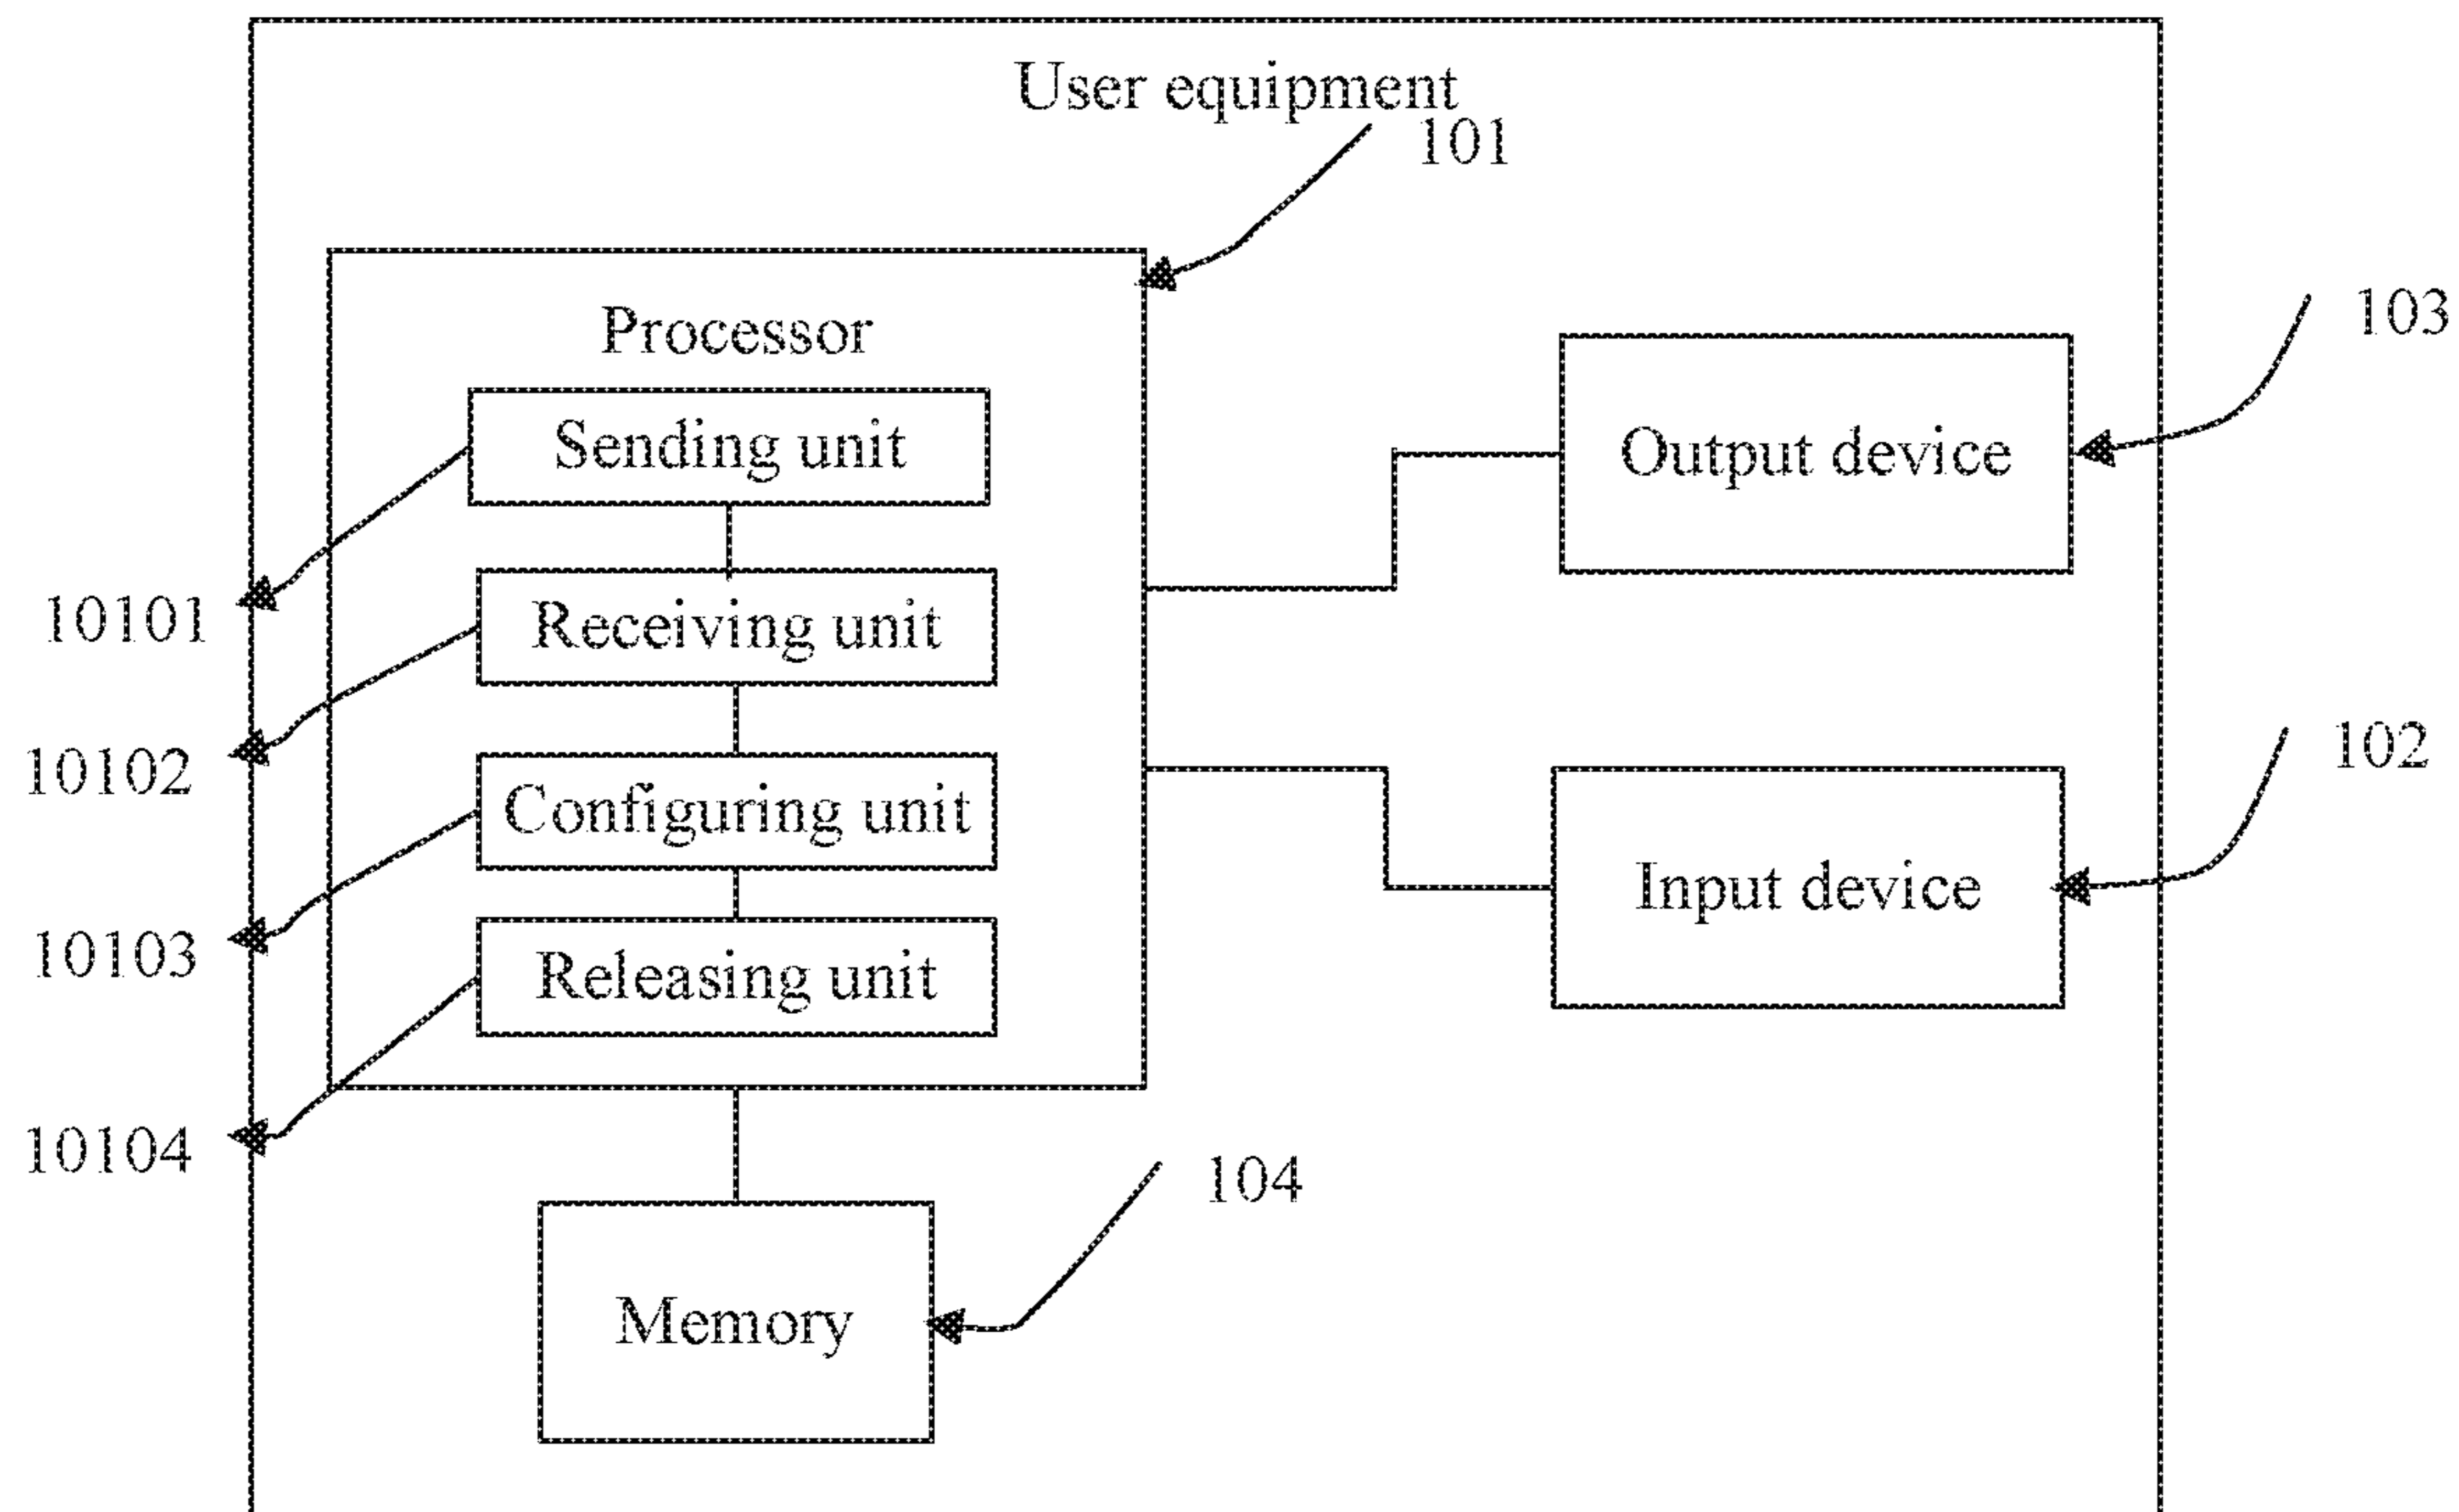 User equipment
101
Processor
103
Sending unit
Output device
10101
Receiving unit
102
10102
Configuring unit
Input device
10103
Releasing unit
10104
104
Memory